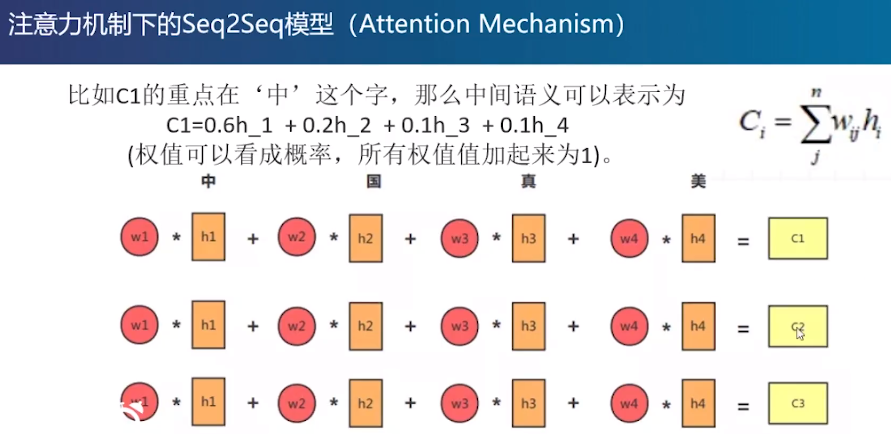 注意力机制下的Seq2Seq模型（Attention Mechanism）
比如C1的重点在‘中’这个字，那么中间语义可以表示为
C1=0.6h_1 + 0.2h_2 + 0.1h_3 + 0.1h_4
(权值可以看成概率，所有权值值加起来为1)。
C_i = \sum_{j}^{n} w_{ij} h_i
中 国 真 美
w1 * h1 + w2 * h2 + w3 * h3 + w4 * h4 = C1
w1 * h1 + w2 * h2 + w3 * h3 + w4 * h4 = C2
w1 * h1 + w2 * h2 + w3 * h3 + w4 * h4 = C3